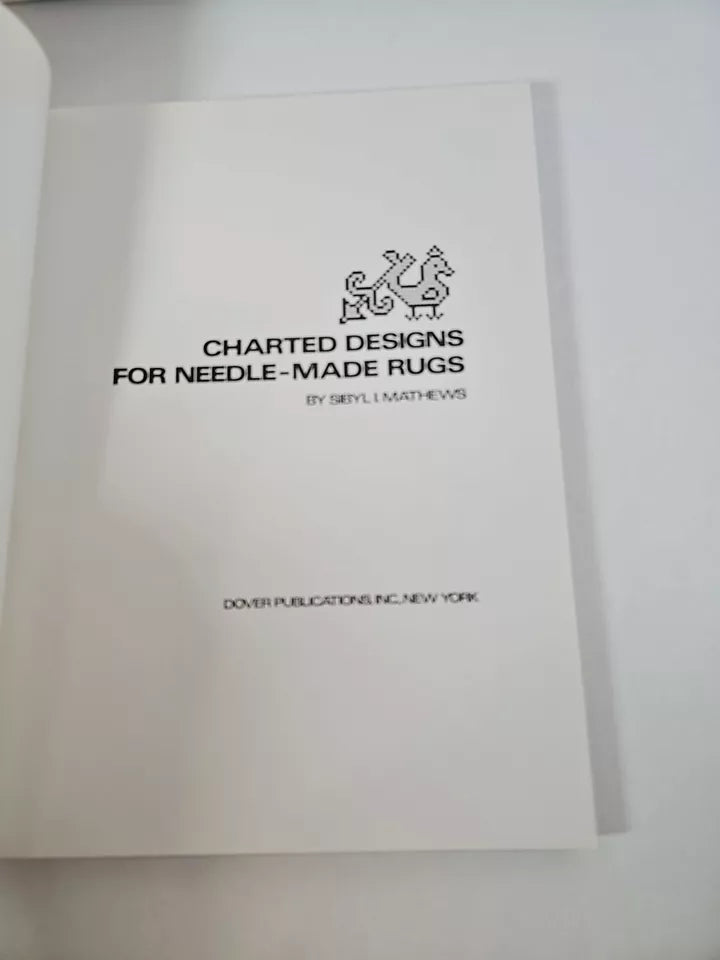 CHARTED DESIGNS
FOR NEEDLE-MADE RUGS
BY SIBYL I. MATHEWS
DOVER PUBLICATIONS, INC., NEW YORK